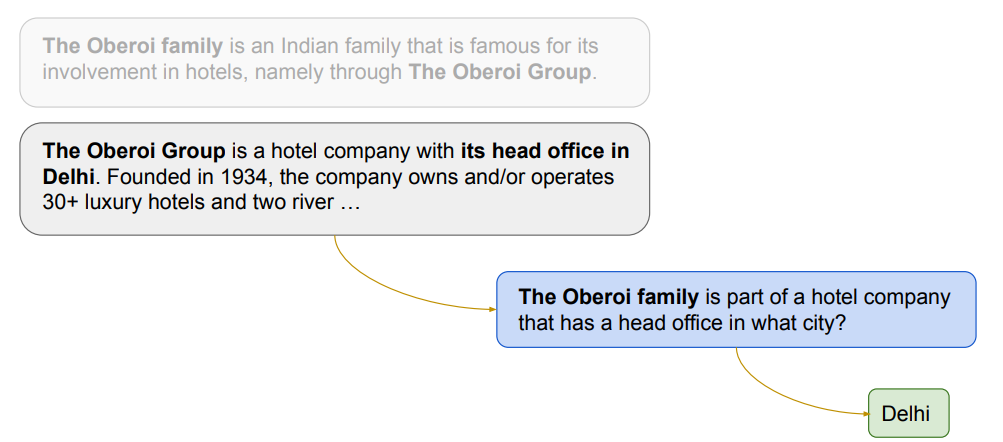 The Oberoi family is an Indian family that is famous for its
involvement in hotels, namely through The Oberoi Group.
The Oberoi Group is a hotel company with its head office in
Delhi. Founded in 1934, the company owns and/or operates
30+ luxury hotels and two river …
The Oberoi family is part of a hotel company
that has a head office in what city?
Delhi